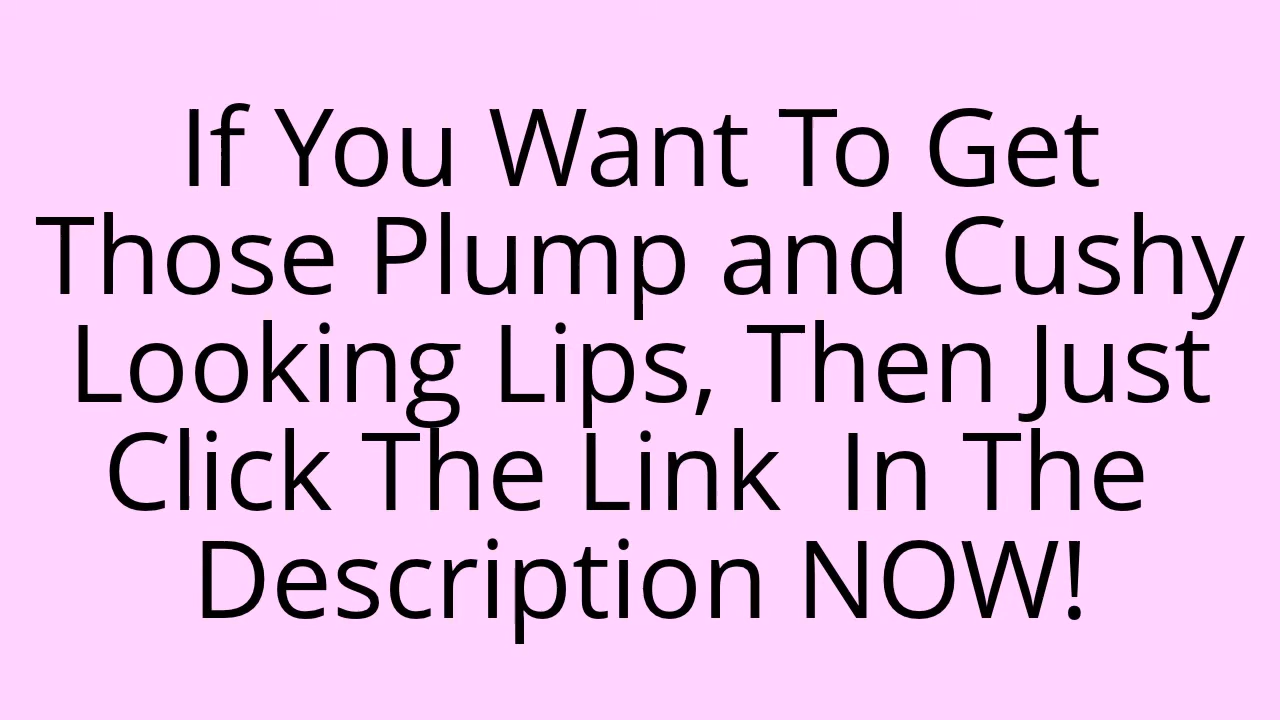 If You Want To Get
Those Plump and Cushy
Looking Lips, Then Just
Click The Link  In The
Description NOW!